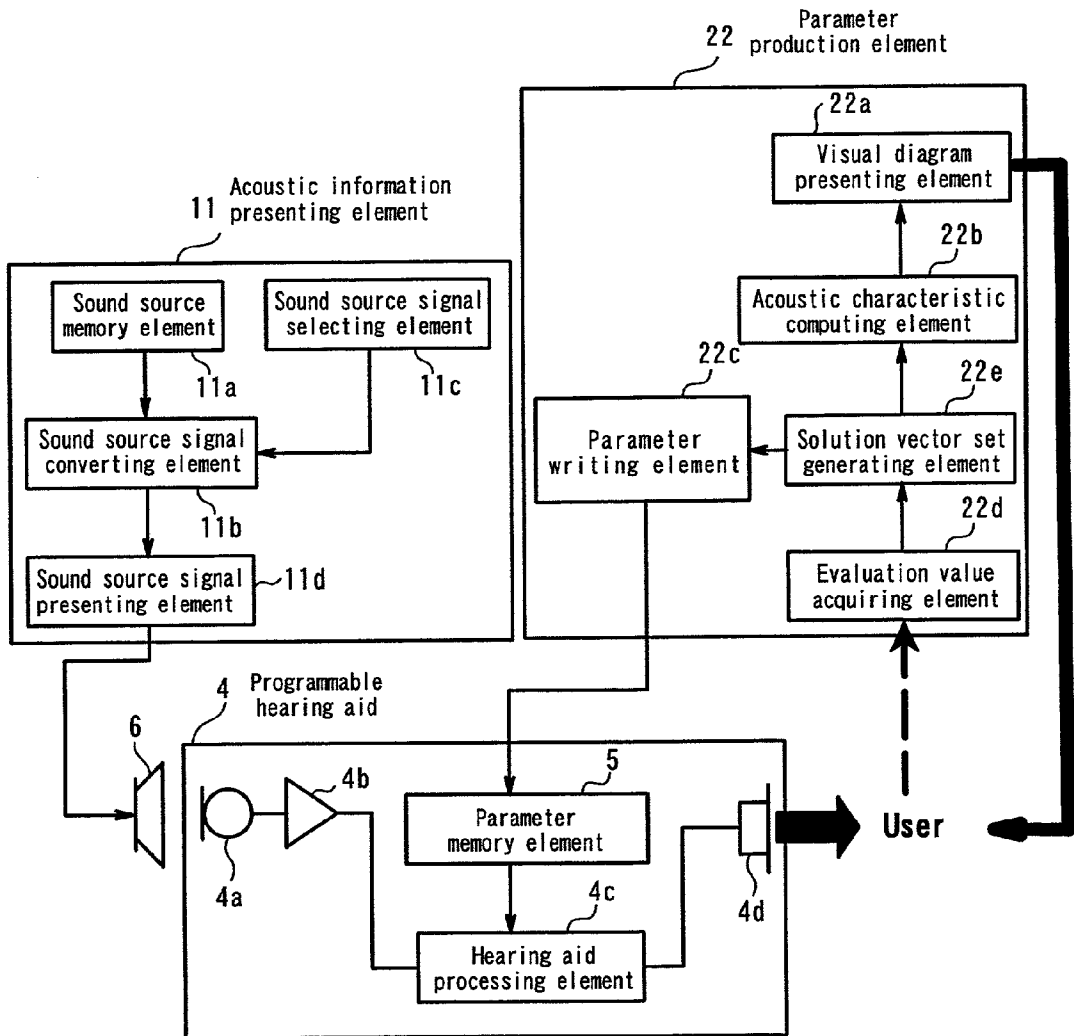 Parameter
production element
22
22a
Visual diagram
presenting element
Acoustic information
presenting element
11
22b
Acoustic characteristic
computing element
Sound source
memory element
11a
Sound source signal
selecting element
11c
22c
Parameter
writing element
22e
Solution vector set
generating element
Sound source signal
converting element
11b
22d
Evaluation value
acquiring element
Sound source signal
presenting element
11d
4
Programmable
hearing aid
6
4a
4b
5
Parameter
memory element
4c
Hearing aid
processing element
4d
User